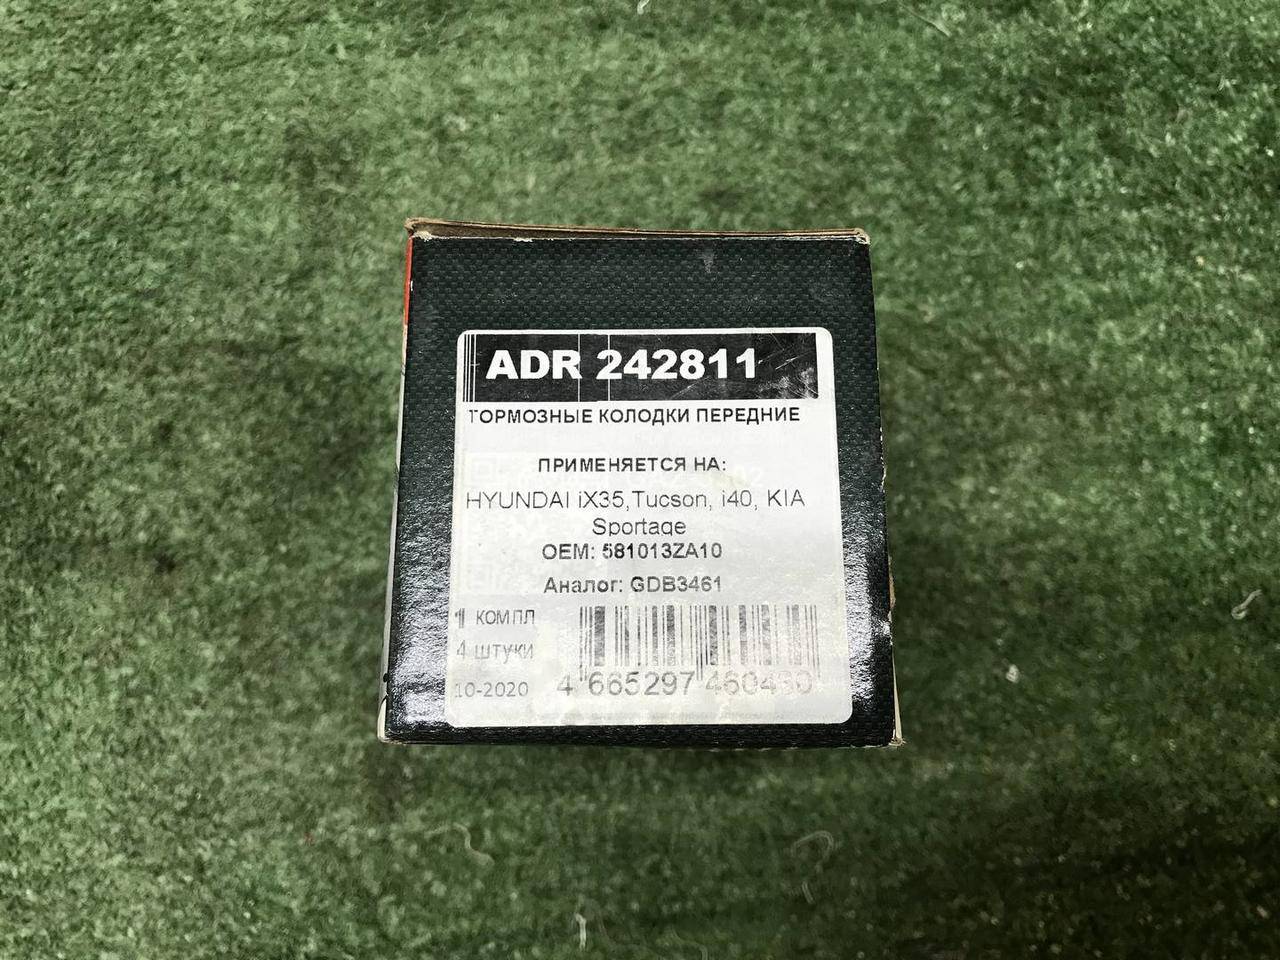 ADR 242811
ТОРМОЗНЫЕ КОЛОДКИ ПЕРЕДНИЕ
ПРИМЕНЯЕТСЯ НА:
HYUNDAI iX35,Tucson, i40, KIA
Sportage
OEM: 581013ZA10
Аналог: GDB3461
1 КОМПЛ
4 ШТУКИ
10-2020
4 665297 460430